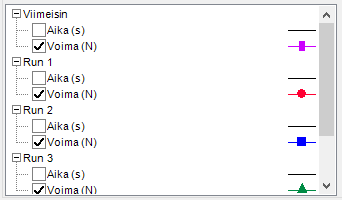 Viimeisin
Aika (s)
Voima (N)
Run 1
Aika (s)
Voima (N)
Run 2
Aika (s)
Voima (N)
Run 3
Aika (s)
Voima (N)